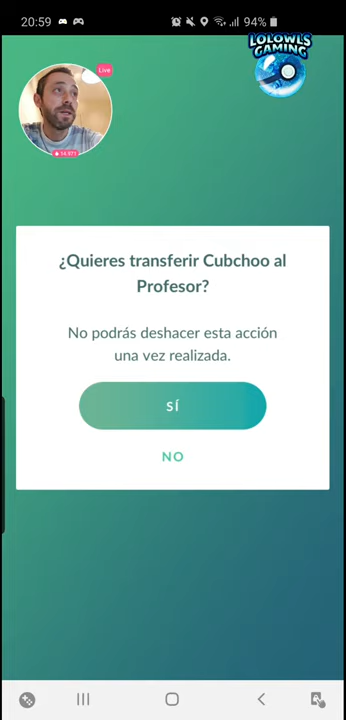 20:59
94%
LOLOWLS
GAMING
Live
¿Quieres transferir Cubchoo al
Profesor?
No podrás deshacer esta acción
una vez realizada.
SÍ
NO